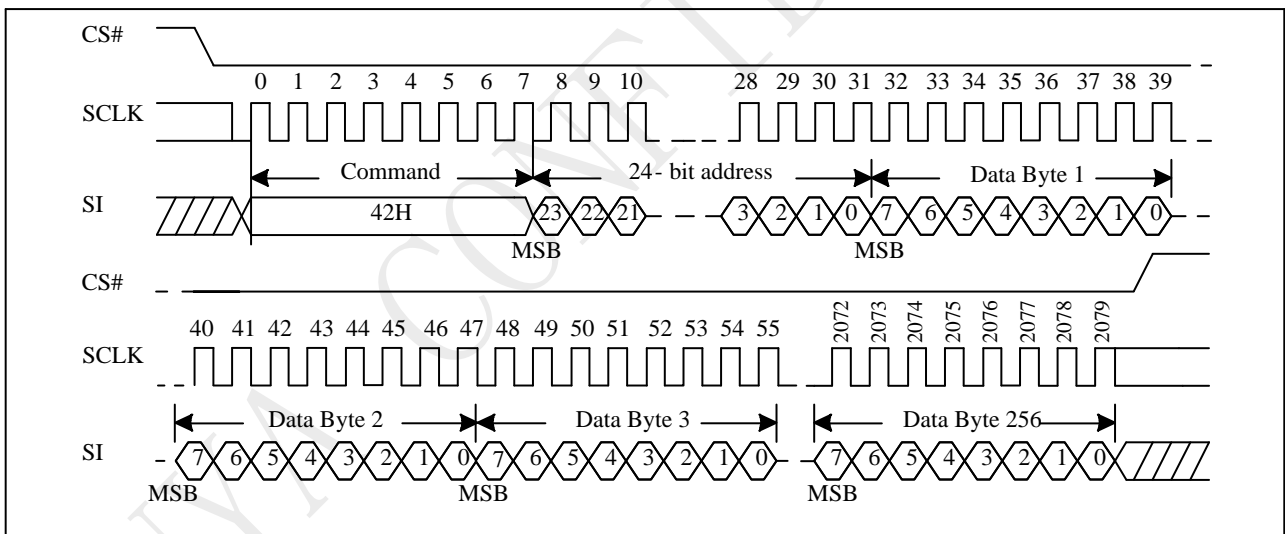 CS#
0 1 2 3 4 5 6 7 8 9 10 28 29 30 31 32 33 34 35 36 37 38 39
SCLK
Command 24- bit address Data Byte 1
SI 42H 23 22 21 3 2 1 0 7 6 5 4 3 2 1 0
MSB MSB
CS#
40 41 42 43 44 45 46 47 48 49 50 51 52 53 54 55 2072 2073 2074 2075 2076 2077 2078 2079
SCLK
Data Byte 2 Data Byte 3 Data Byte 256
SI 7 6 5 4 3 2 1 0 7 6 5 4 3 2 1 0 7 6 5 4 3 2 1 0
MSB MSB MSB